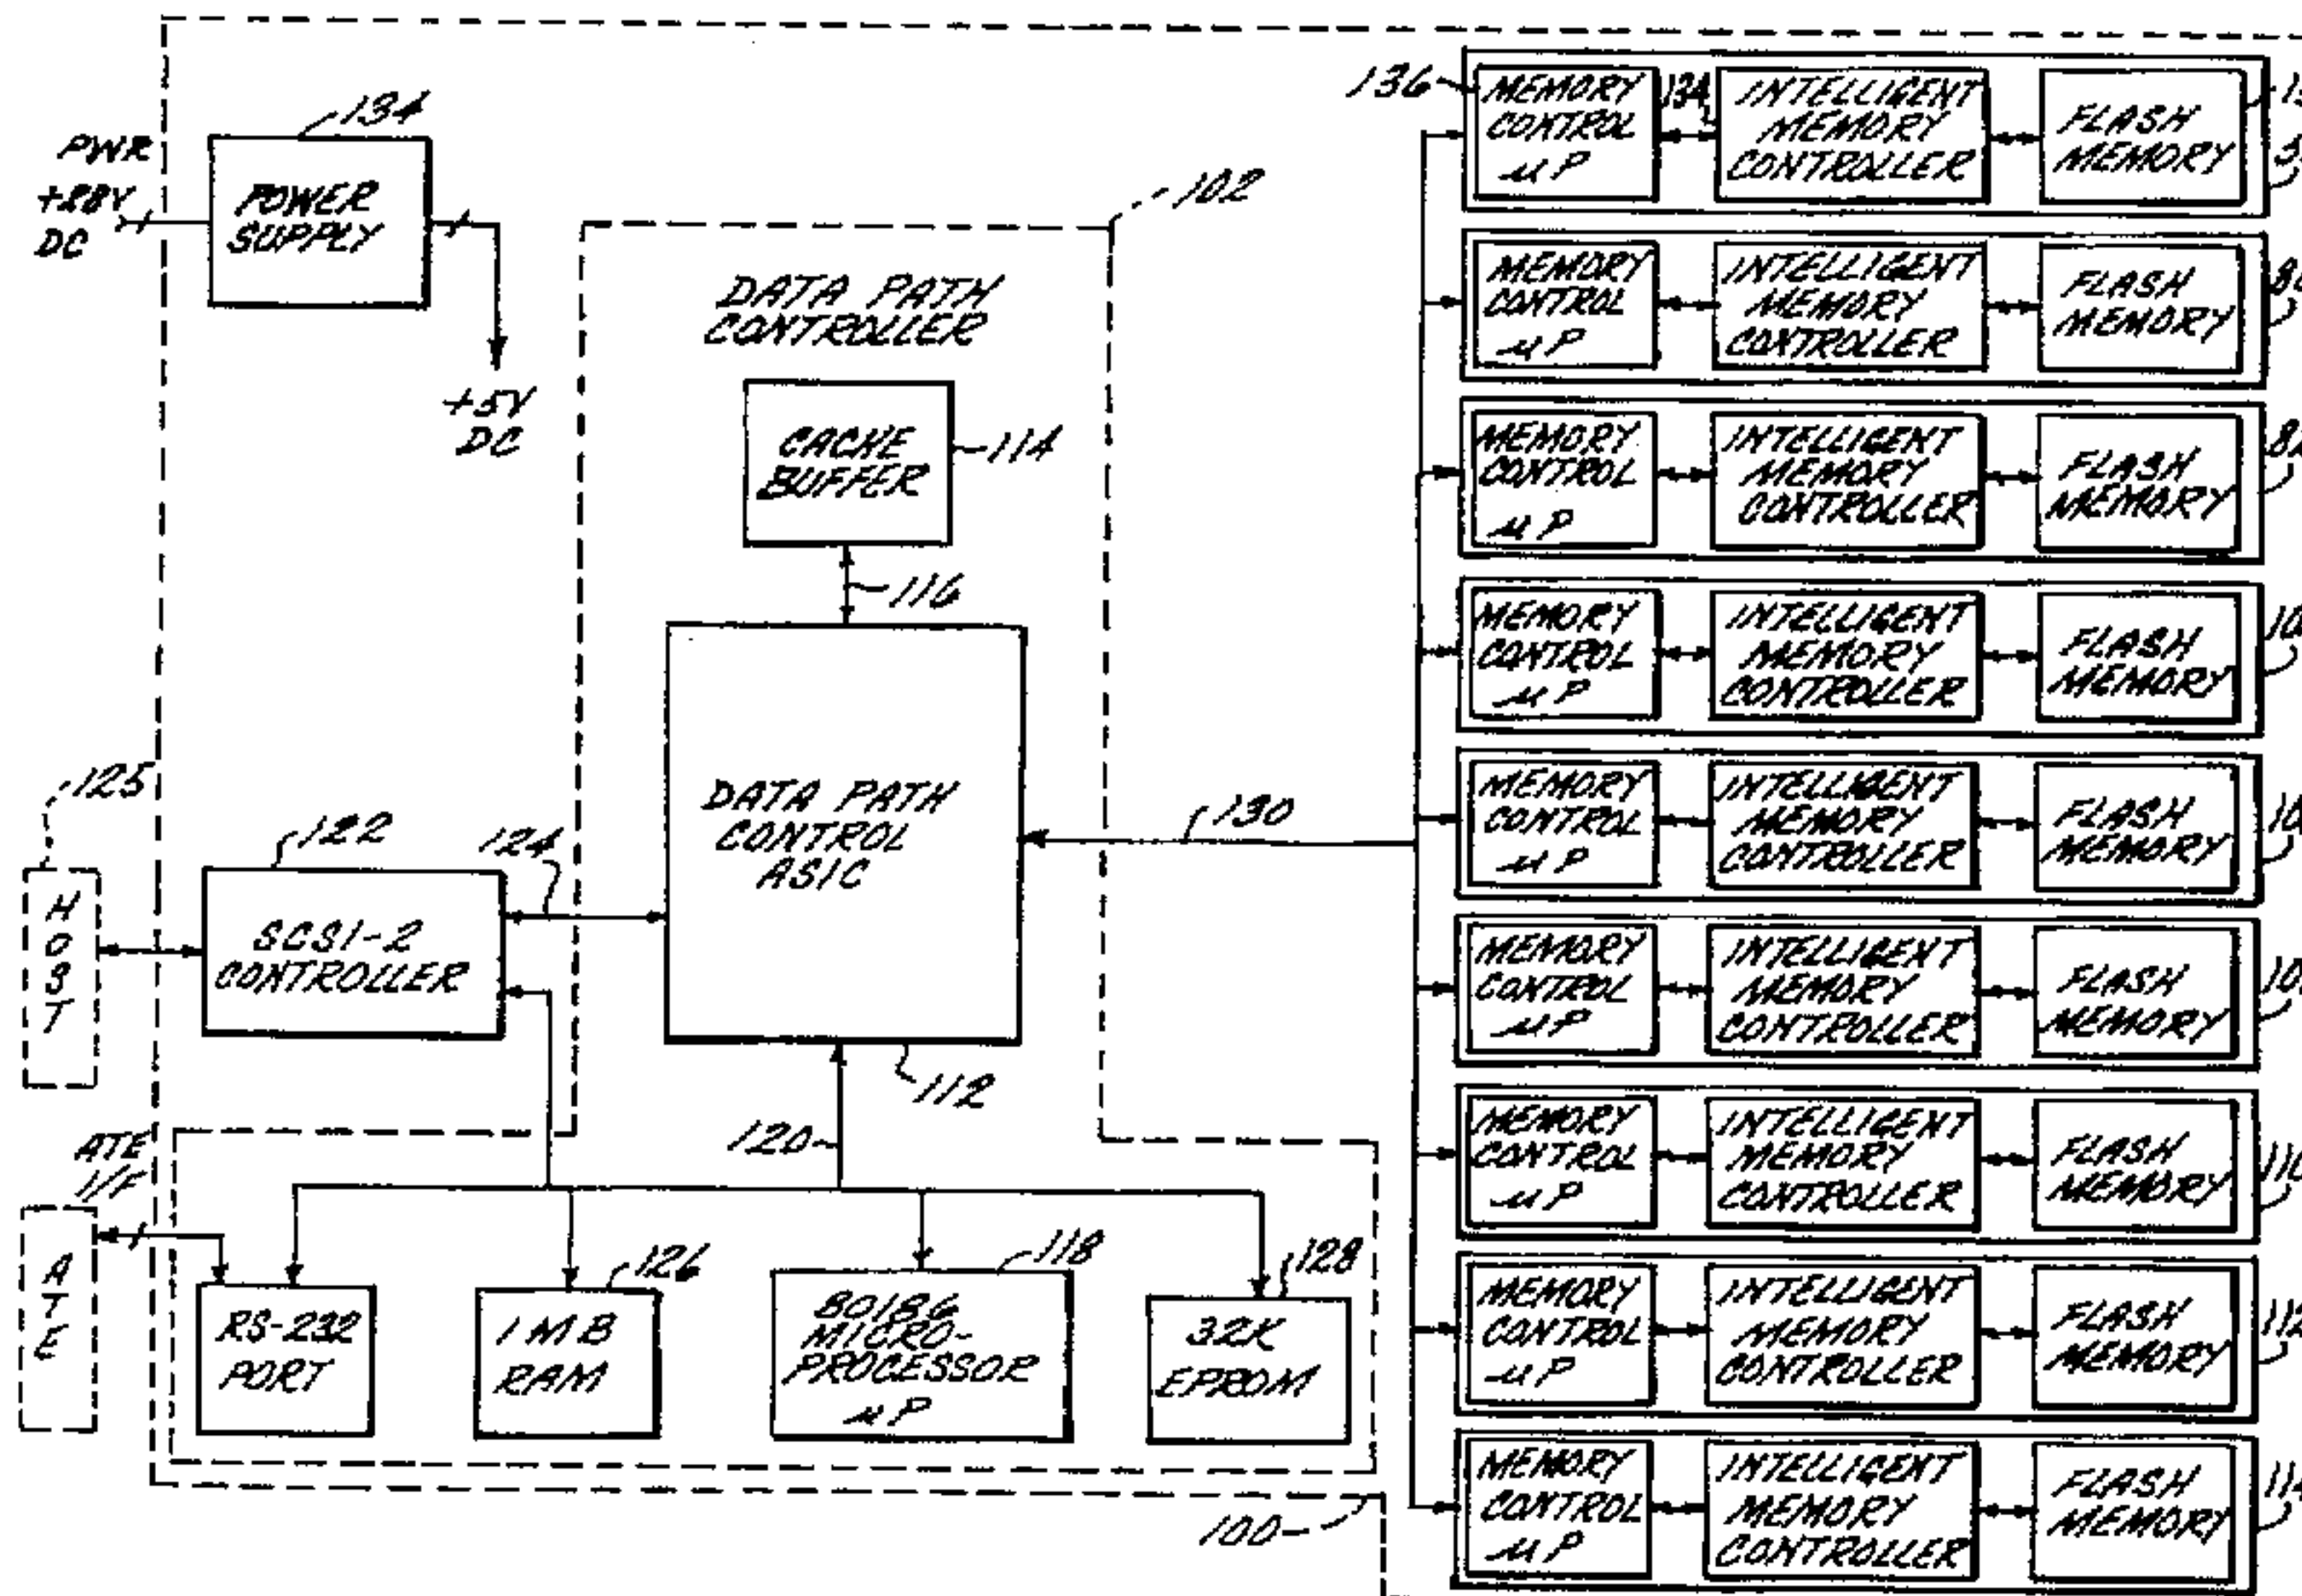 PWR
+28V
DC
134
POWER
SUPPLY
+5V
DC
102
DATA PATH
CONTROLLER
CACHE
BUFFER
114
116
DATA PATH
CONTROL
ASIC
112
130
125
HOST
122
SCSI-2
CONTROLLER
124
120
ATE
I/F
ATE
RS-232
PORT
126
1 MB
RAM
118
80186
MICRO-
PROCESSOR
µP
128
32K
EPROM
100
136
MEMORY
CONTROL
µP
134
INTELLIGENT
MEMORY
CONTROLLER
FLASH
MEMORY
MEMORY
CONTROL
µP
INTELLIGENT
MEMORY
CONTROLLER
FLASH
MEMORY
MEMORY
CONTROL
µP
INTELLIGENT
MEMORY
CONTROLLER
FLASH
MEMORY
MEMORY
CONTROL
µP
INTELLIGENT
MEMORY
CONTROLLER
FLASH
MEMORY
MEMORY
CONTROL
µP
INTELLIGENT
MEMORY
CONTROLLER
FLASH
MEMORY
MEMORY
CONTROL
µP
INTELLIGENT
MEMORY
CONTROLLER
FLASH
MEMORY
MEMORY
CONTROL
µP
INTELLIGENT
MEMORY
CONTROLLER
FLASH
MEMORY
110
MEMORY
CONTROL
µP
INTELLIGENT
MEMORY
CONTROLLER
FLASH
MEMORY
112
MEMORY
CONTROL
µP
INTELLIGENT
MEMORY
CONTROLLER
FLASH
MEMORY
114